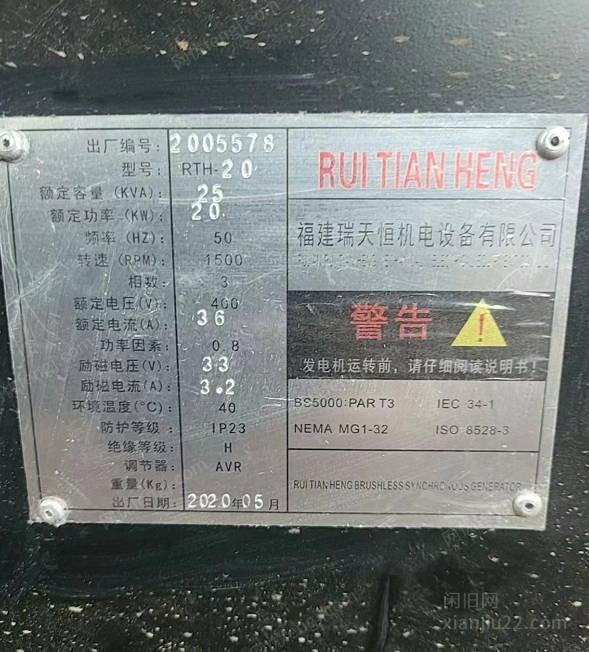 出厂编号: 2005578
型号: RTH-20
额定容量 (KVA): 25
额定功率 (KW): 20
频率 (HZ): 50
转速 (RPM): 1500
相数: 3
额定电压(V): 400
额定电流(A): 36
功率因素: 0.8
励磁电压(V): 33
励磁电流(A): 3.2
环境温度(°C): 40
防护等级: IP23
绝缘等级: H
调节器: AVR
重量(Kg):
出厂日期: 2020年05月
RUI TIAN HENG
福建瑞天恒机电设备有限公司
警告
发电机运转前，请仔细阅读说明书!
BS5000:PART3 IEC 34-1
NEMA MG1-32 ISO 8528-3
RUITIANHENG BRUSHLESS SYNCHRONOUS GENERATOR
闲旧网
xianjiu22.com